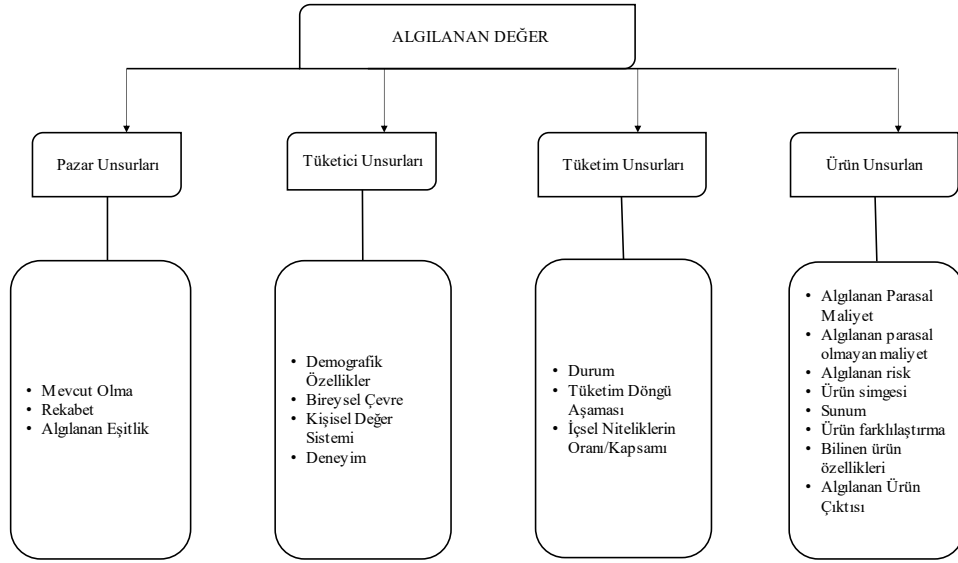 ALGILANAN DEĞER
Pazar Unsurları
Tüketici Unsurları
Tüketim Unsurları
Ürün Unsurları
• Mevcut Olma
• Rekabet
• Algılanan Eşitlik
• Demografik
Özellikler
• Bireysel Çevre
• Kişisel Değer
Sistemi
• Deneyim
• Durum
• Tüketim Döngü
Aşaması
• İçsel Niteliklerin
Oranı/Kapsamı
• Algılanan Parasal
Maliyet
• Algılanan parasal
olmayan maliyet
• Algılanan risk
• Ürün simgesi
• Sunum
• Ürün farklılaştırma
• Bilinen ürün
özellikleri
• Algılanan Ürün
Çıktısı